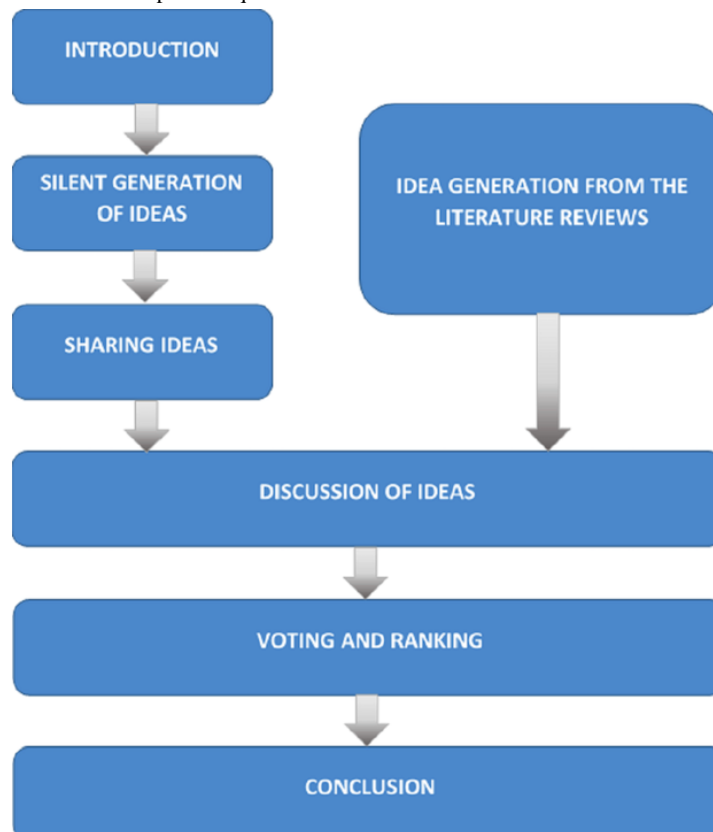 INTRODUCTION
SILENT GENERATION
OF IDEAS
IDEA GENERATION FROM THE
LITERATURE REVIEWS
SHARING IDEAS
DISCUSSION OF IDEAS
VOTING AND RANKING
CONCLUSION